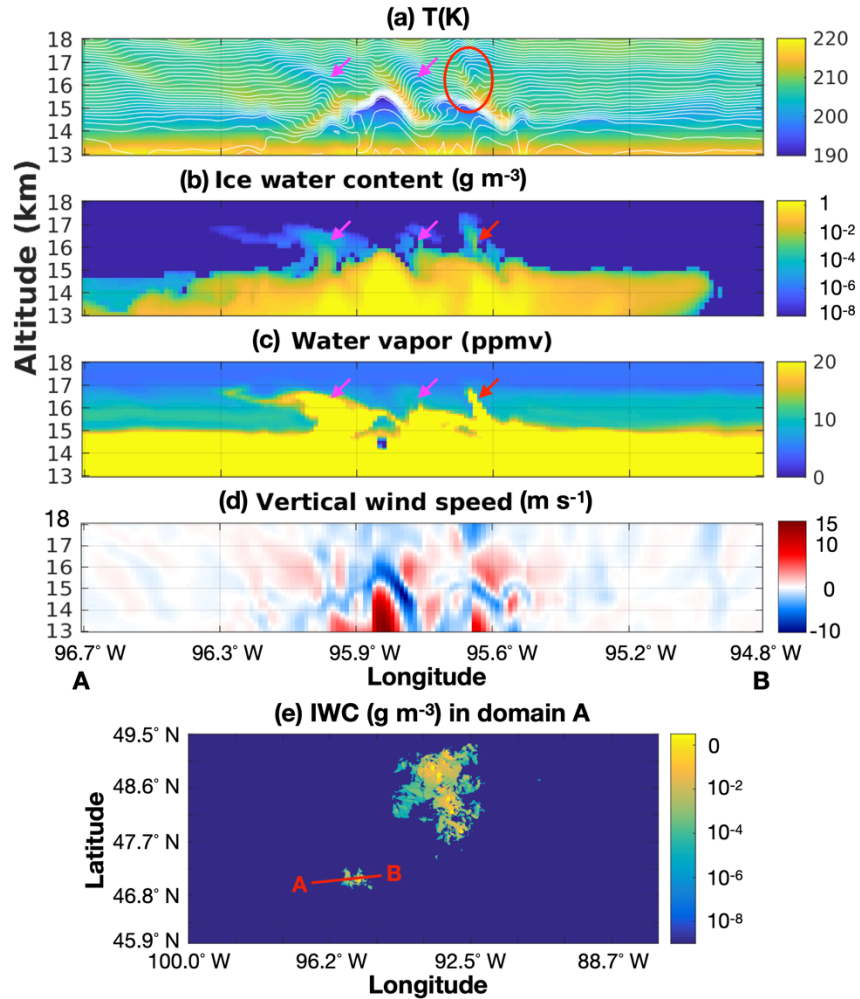 (a) T(K)
18
17
16
15
14
13
220
210
200
190
(b) Ice water content (g m-3)
18
17
16
15
14
13
1
10-2
10-4
10-6
10-8
Altitude (km)
(c) Water vapor (ppmv)
18
17
16
15
14
13
20
10
0
(d) Vertical wind speed (m s-1)
18
17
16
15
14
13
15
10
0
-10
96.7° W 96.3° W 95.9° W 95.6° W 95.2° W 94.8° W
A Longitude B
(e) IWC (g m-3) in domain A
49.5° N
48.6° N
47.7° N
46.8° N
45.9° N
Latitude
A B
0
10-2
10-4
10-6
10-8
100.0° W 96.2° W 92.5° W 88.7° W
Longitude